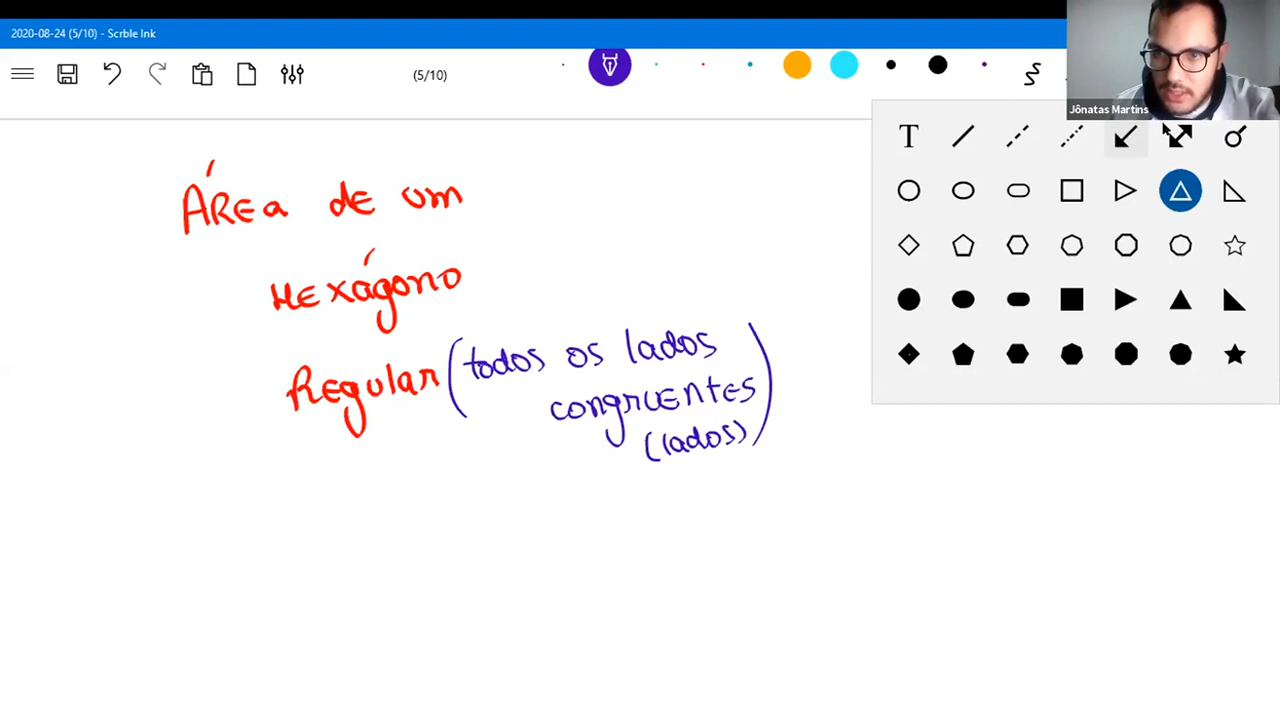 2020-08-24 (5/10) - Scrble Ink
(5/10)
Jônatas Martins
T
ÁREa dE um
HExágono
REgular (todos os lados
congruEntEs
(lados))